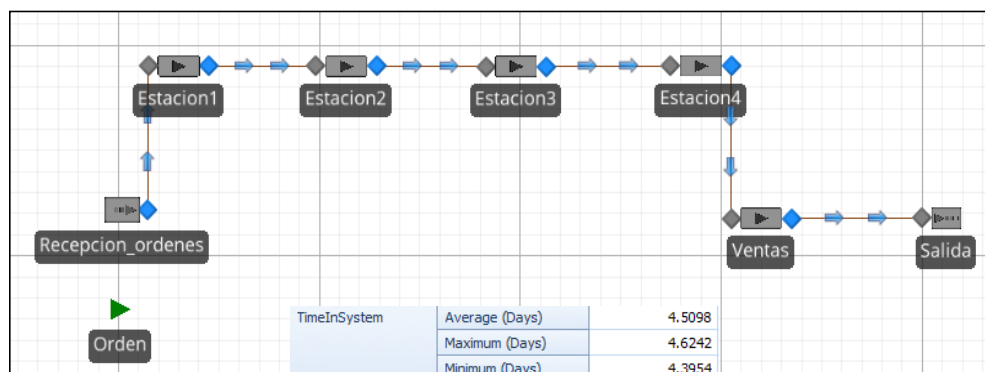 Estacion1
Estacion2
Estacion3
Estacion4
Recepcion_ordenes
Ventas
Salida
Orden
TimeInSystem Average (Days) 4.5098
Maximum (Days) 4.6242
Minimum (Days) 4.3954